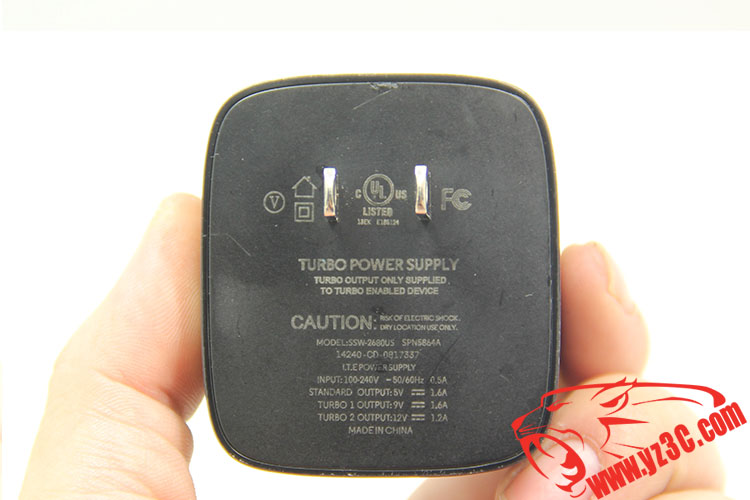 V
C UL US
LISTED
FC
TURBO POWER SUPPLY
TURBO OUTPUT ONLY SUPPLIED
TO TURBO ENABLED DEVICE
CAUTION: RISK OF ELECTRIC SHOCK.
DRY LOCATION USE ONLY.
MODEL:SSW-2680US SPN5864A
14240-CD-0817337
I.T.E POWER SUPPLY
INPUT:100-240V ~50/60Hz 0.5A
STANDARD OUTPUT:5V ⎓ 1.6A
TURBO 1 OUTPUT:9V ⎓ 1.6A
TURBO 2 OUTPUT:12V ⎓ 1.2A
MADE IN CHINA
www.yz3C.com